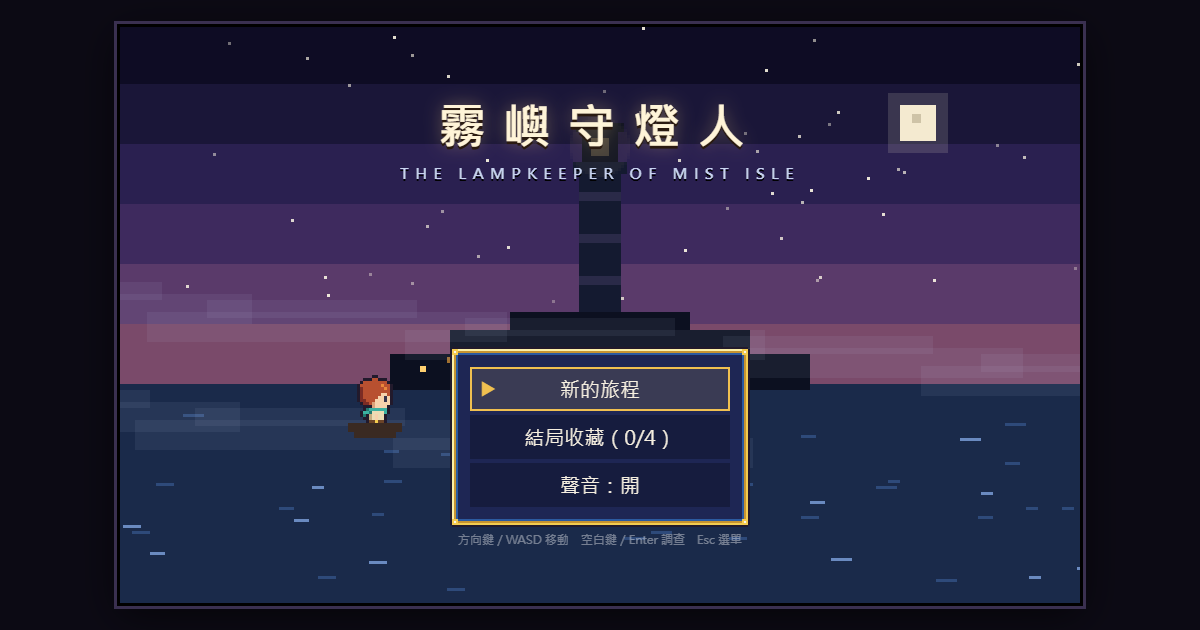 霧嶼守燈人
THE LAMPKEEPER OF MIST ISLE
新的旅程
結局收藏 ( 0/4 )
聲音：開
方向鍵 / WASD 移動　空白鍵 / Enter 調查　Esc 選單